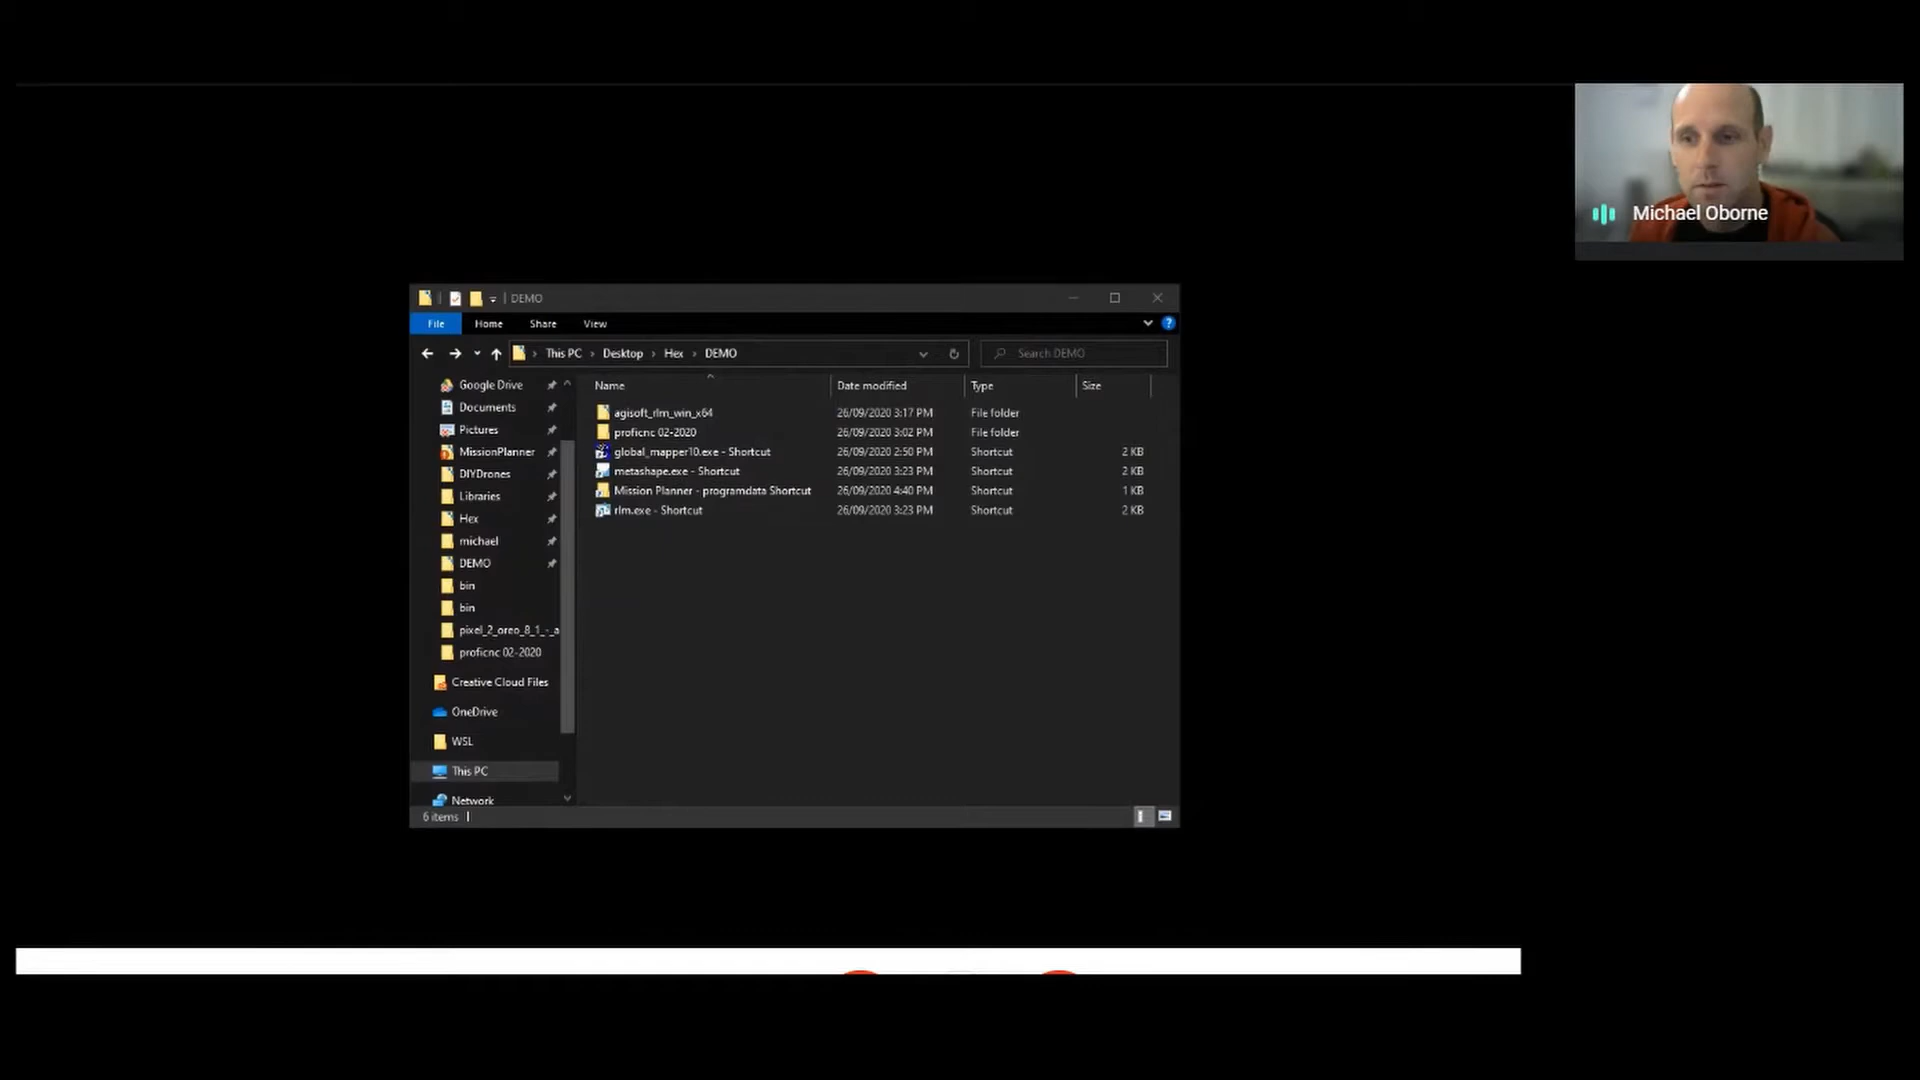 Michael Oborne
DEMO
File Home Share View
This PC Desktop Hex DEMO Search DEMO
Name Date modified Type Size
Google Drive
Documents
Pictures
MissionPlanner
DIYDrones
Libraries
Hex
michael
DEMO
bin
bin
pixel_2_oreo_8_1_-_a
proficnc 02-2020
Creative Cloud Files
OneDrive
WSL
This PC
Network
agisoft_rlm_win_x64 26/09/2020 3:17 PM File folder
proficnc 02-2020 26/09/2020 3:02 PM File folder
global_mapper10.exe - Shortcut 26/09/2020 2:50 PM Shortcut 2 KB
metashape.exe - Shortcut 26/09/2020 3:23 PM Shortcut 2 KB
Mission Planner - programdata Shortcut 26/09/2020 4:40 PM Shortcut 1 KB
rlm.exe - Shortcut 26/09/2020 3:23 PM Shortcut 2 KB
6 items